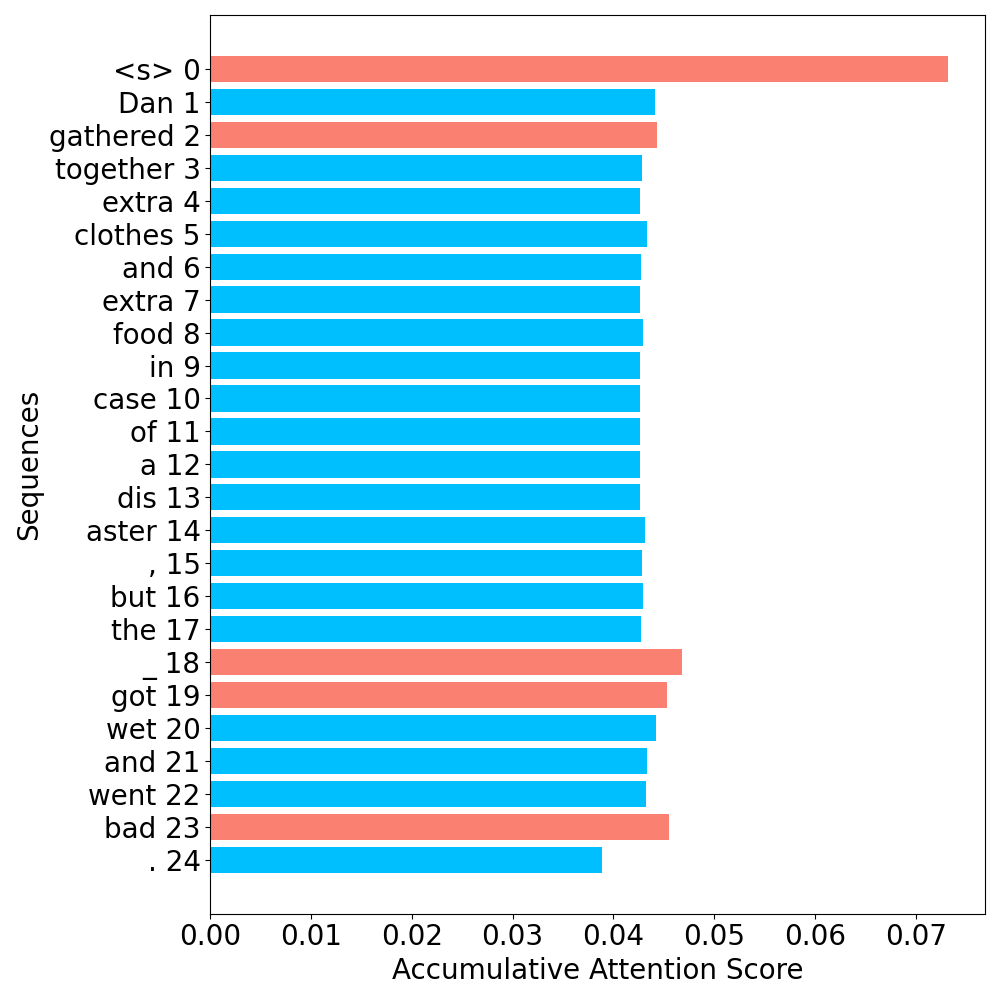 <s> 0
Dan 1
gathered 2
together 3
extra 4
clothes 5
and 6
extra 7
food 8
in 9
case 10
of 11
a 12
dis 13
aster 14
, 15
but 16
the 17
_ 18
got 19
wet 20
and 21
went 22
bad 23
. 24
Sequences
0.00 0.01 0.02 0.03 0.04 0.05 0.06 0.07
Accumulative Attention Score